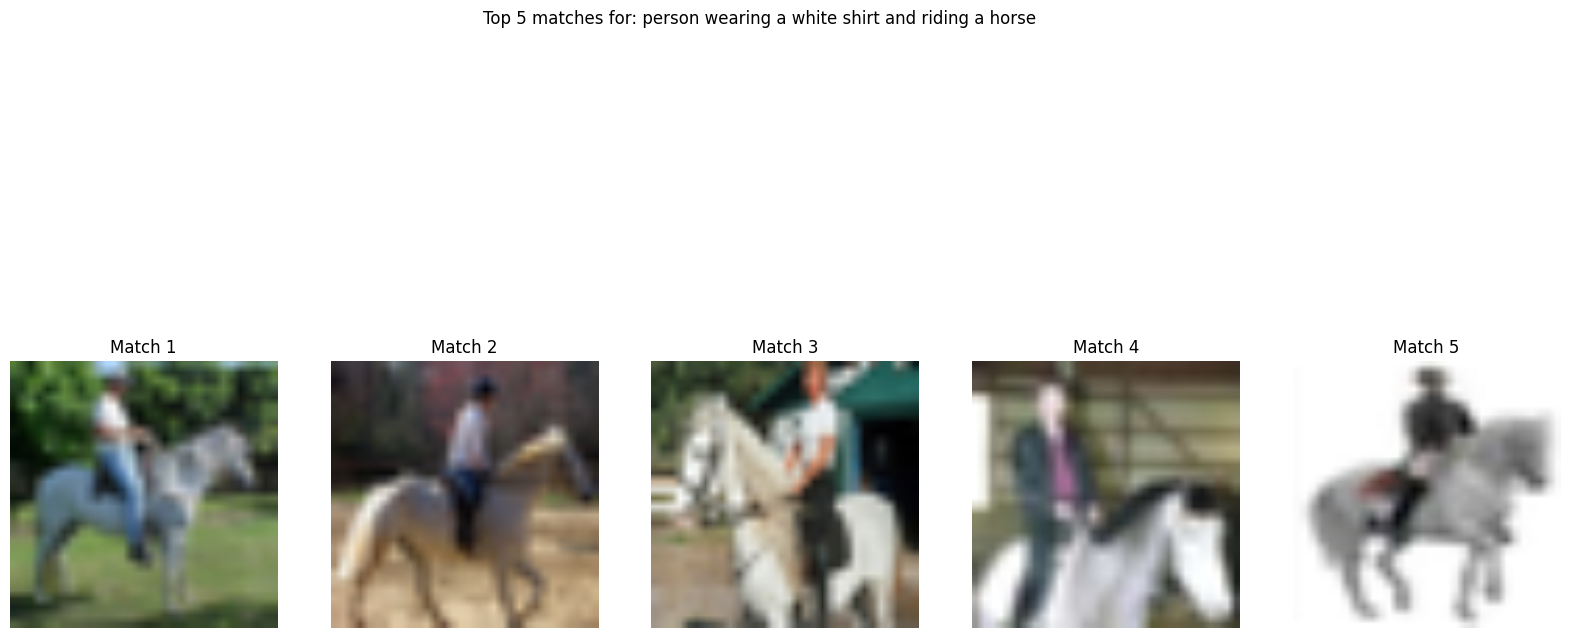 Top 5 matches for: person wearing a white shirt and riding a horse
Match 1
Match 2
Match 3
Match 4
Match 5